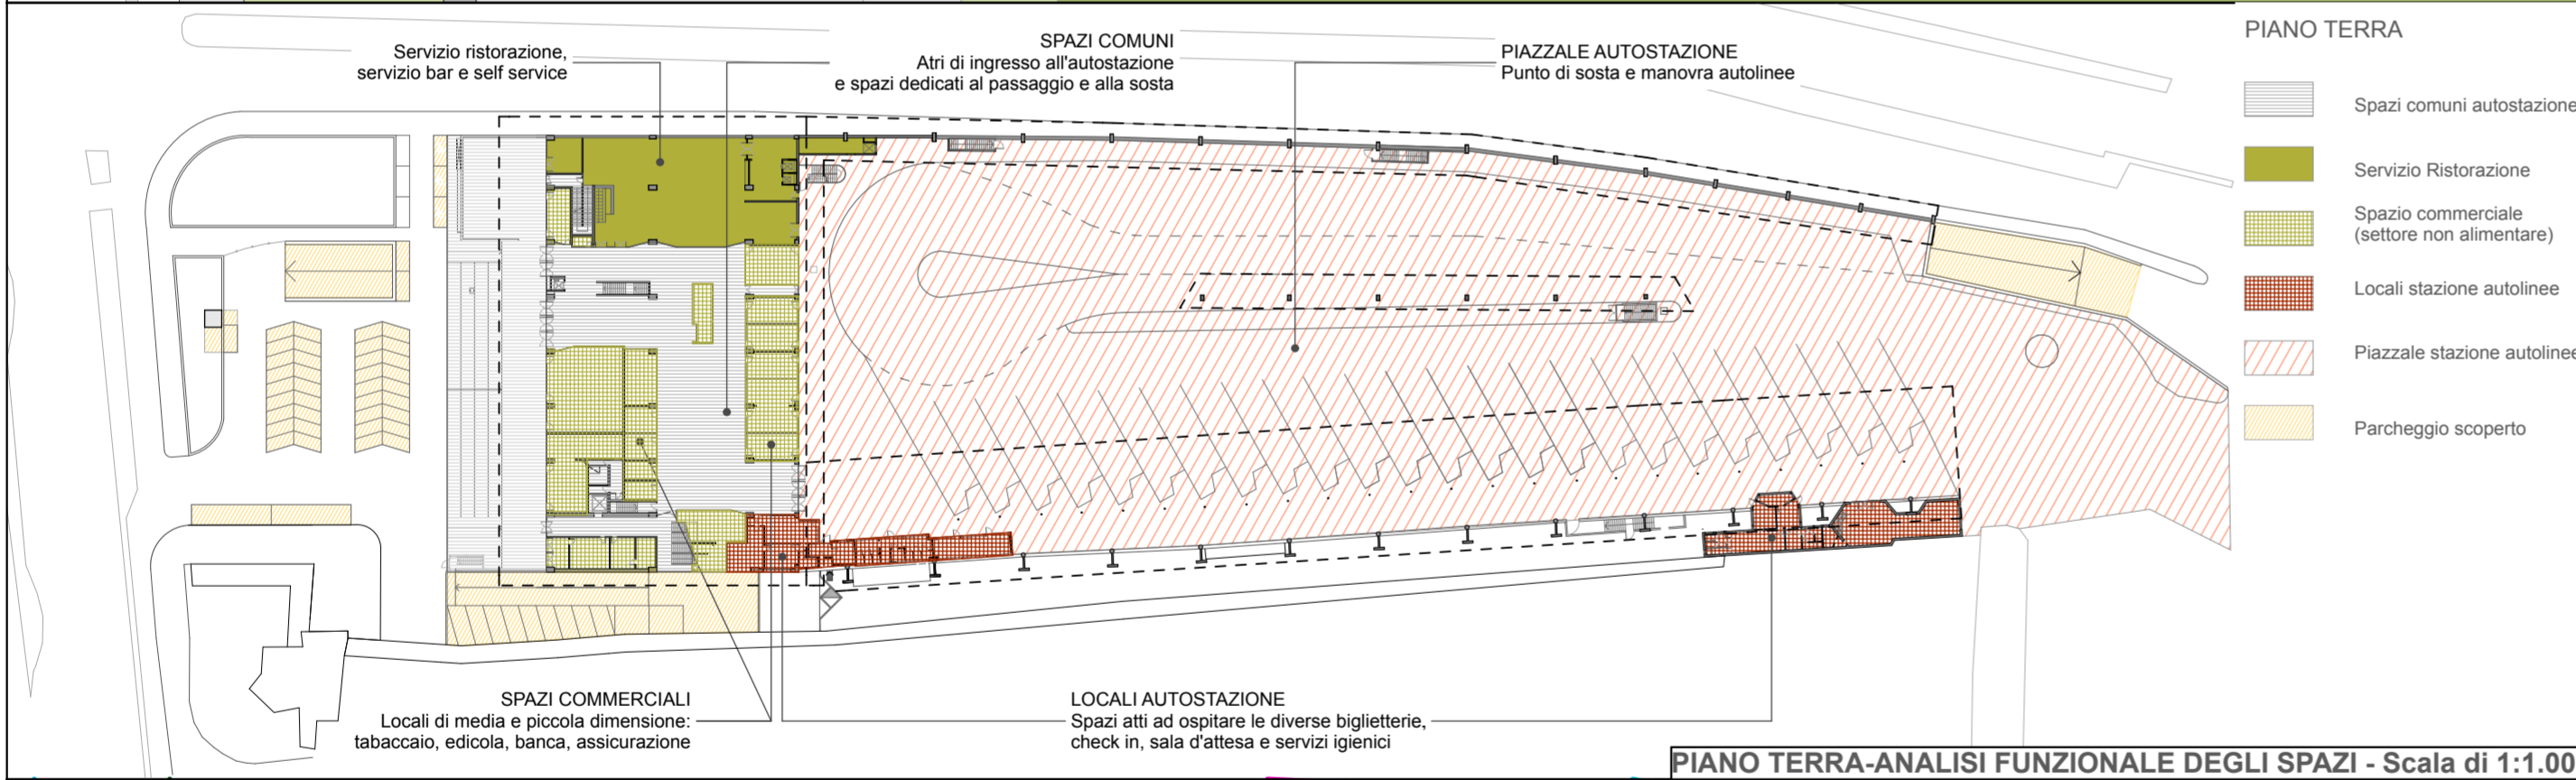 Servizio ristorazione,
servizio bar e self service
SPAZI COMUNI
Atri di ingresso all'autostazione
e spazi dedicati al passaggio e alla sosta
PIAZZALE AUTOSTAZIONE
Punto di sosta e manovra autolinee
PIANO TERRA
Spazi comuni autostazione
Servizio Ristorazione
Spazio commerciale
(settore non alimentare)
Locali stazione autolinee
Piazzale stazione autolinee
Parcheggio scoperto
SPAZI COMMERCIALI
Locali di media e piccola dimensione:
tabaccaio, edicola, banca, assicurazione
LOCALI AUTOSTAZIONE
Spazi atti ad ospitare le diverse biglietterie,
check in, sala d'attesa e servizi igienici
PIANO TERRA-ANALISI FUNZIONALE DEGLI SPAZI - Scala di 1:1.00